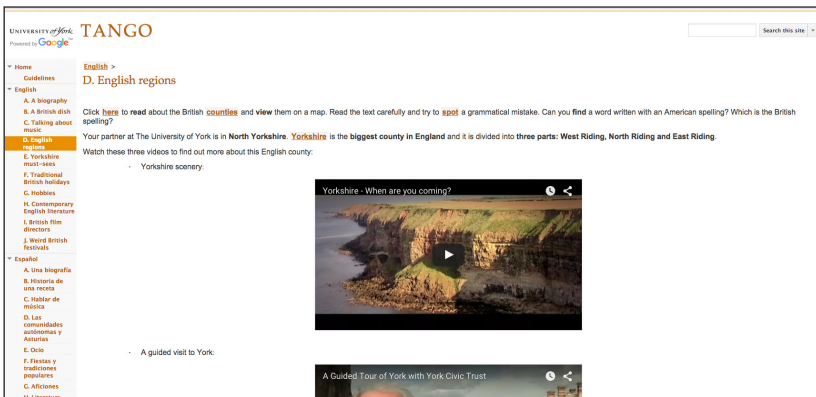 UNIVERSITY of York
Powered by Google™
TANGO
Search this site
Home
Guidelines
English
A. A biography
B. A British dish
C. Talking about
music
D. English
regions
E. Yorkshire
must-sees
F. Traditional
British holidays
G. Hobbies
H. Contemporary
English literature
I. British film
directors
J. Weird British
festivals
Español
A. Una biografía
B. Historia de
una receta
C. Hablar de
música
D. Las
comunidades
autónomas y
Asturias
E. Ocio
F. Fiestas y
tradiciones
populares
G. Aficiones
H. Literatura
English >
D. English regions
Click here to read about the British counties and view them on a map. Read the text carefully and try to spot a grammatical mistake. Can you find a word written with an American spelling? Which is the British
spelling?
Your partner at The University of York is in North Yorkshire. Yorkshire is the biggest county in England and it is divided into three parts: West Riding, North Riding and East Riding.
Watch these three videos to find out more about this English county:
· Yorkshire scenery:
Yorkshire - When are you coming?
· A guided visit to York:
A Guided Tour of York with York Civic Trust